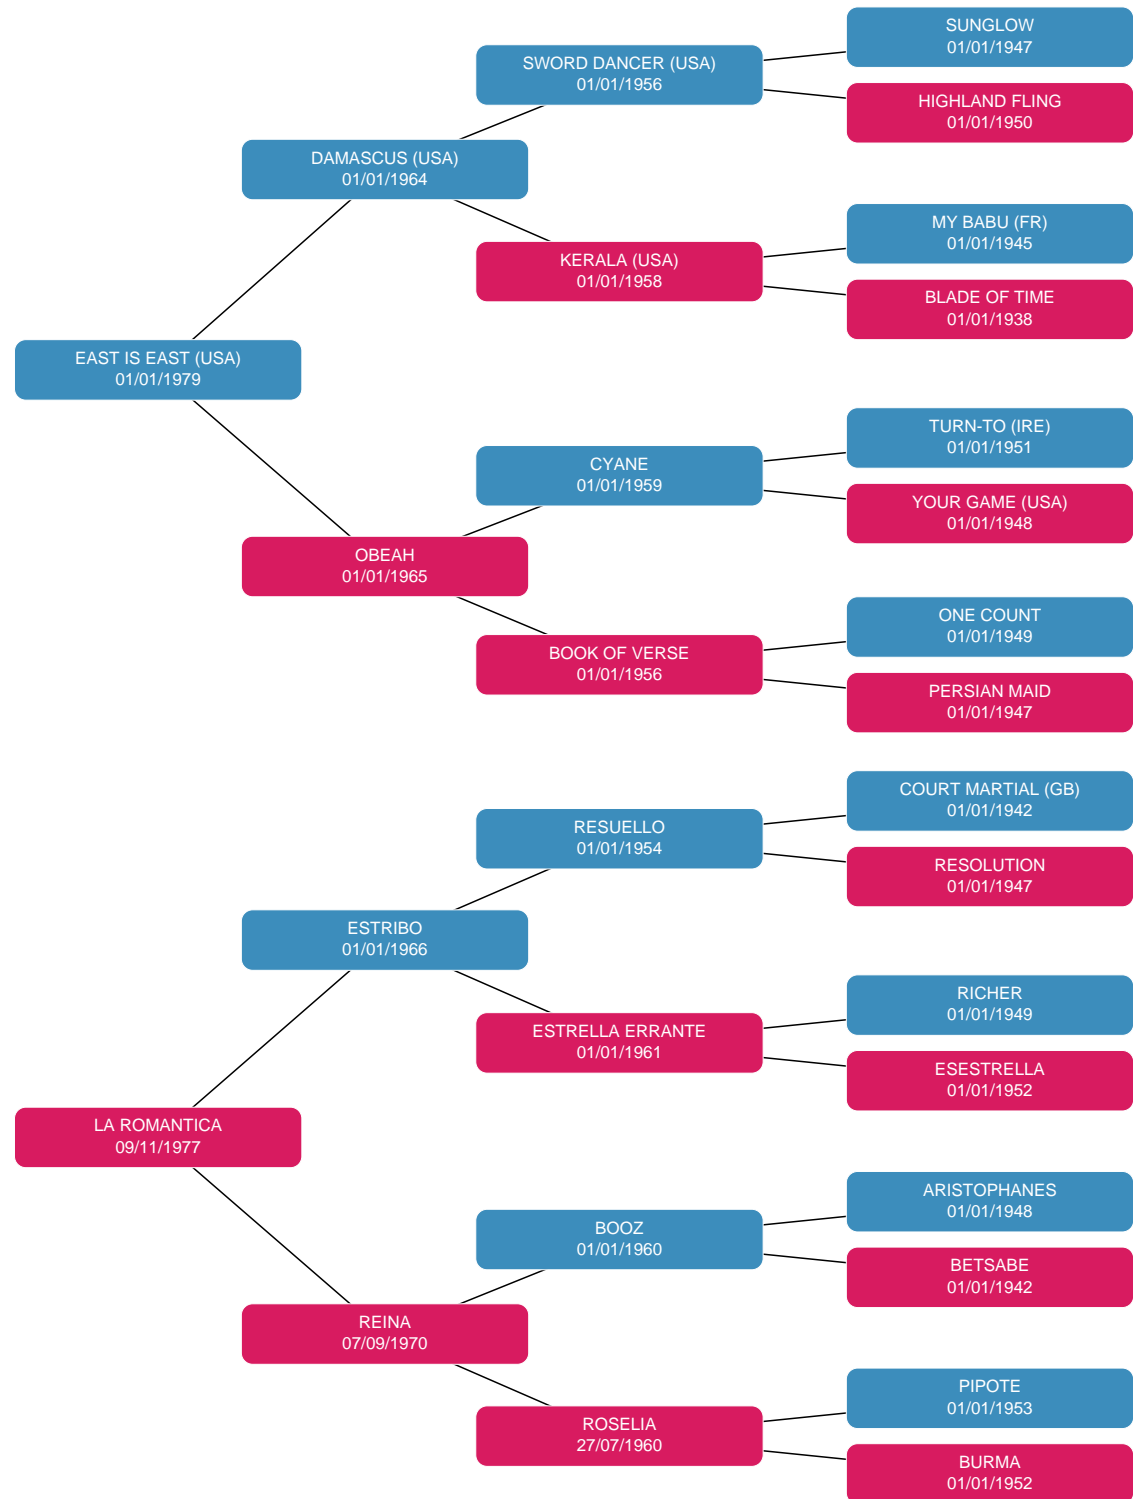 SUNGLOW
01/01/1947
SWORD DANCER (USA)
01/01/1956
HIGHLAND FLING
01/01/1950
DAMASCUS (USA)
01/01/1964
MY BABU (FR)
01/01/1945
KERALA (USA)
01/01/1958
BLADE OF TIME
01/01/1938
EAST IS EAST (USA)
01/01/1979
TURN-TO (IRE)
01/01/1951
CYANE
01/01/1959
YOUR GAME (USA)
01/01/1948
OBEAH
01/01/1965
ONE COUNT
01/01/1949
BOOK OF VERSE
01/01/1956
PERSIAN MAID
01/01/1947
COURT MARTIAL (GB)
01/01/1942
RESUELLO
01/01/1954
RESOLUTION
01/01/1947
ESTRIBO
01/01/1966
RICHER
01/01/1949
ESTRELLA ERRANTE
01/01/1961
ESESTRELLA
01/01/1952
LA ROMANTICA
09/11/1977
ARISTOPHANES
01/01/1948
BOOZ
01/01/1960
BETSABE
01/01/1942
REINA
07/09/1970
PIPOTE
01/01/1953
ROSELIA
27/07/1960
BURMA
01/01/1952